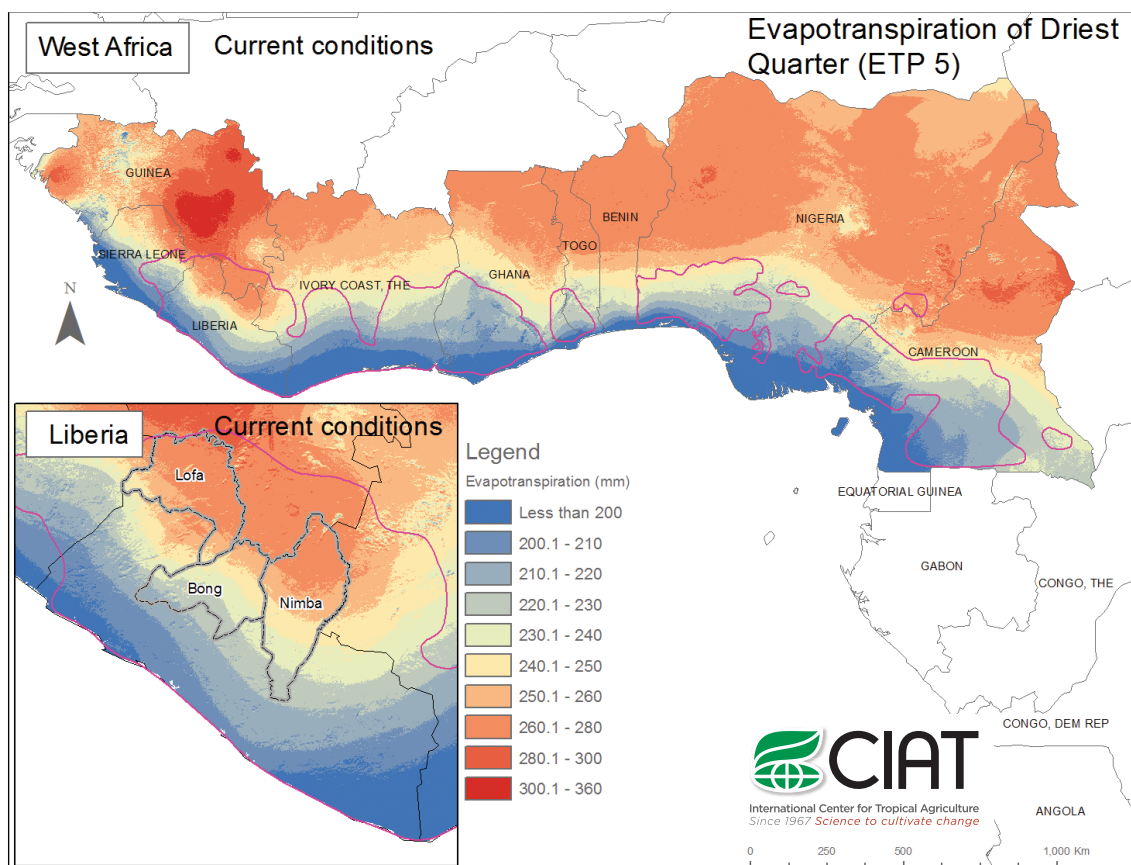 West Africa
Current conditions
Evapotranspiration of Driest
Quarter (ETP 5)
GUINEA
SIERRA LEONE
LIBERIA
IVORY COAST, THE
GHANA
TOGO
BENIN
NIGERIA
CAMEROON
N
EQUATORIAL GUINEA
GABON
CONGO, THE
CONGO, DEM REP
ANGOLA
Liberia
Currrent conditions
Lofa
Bong
Nimba
Legend
Evapotranspiration (mm)
Less than 200
200.1 - 210
210.1 - 220
220.1 - 230
230.1 - 240
240.1 - 250
250.1 - 260
260.1 - 280
280.1 - 300
300.1 - 360
CIAT
International Center for Tropical Agriculture
Since 1967 Science to cultivate change
0 250 500 1,000 Km